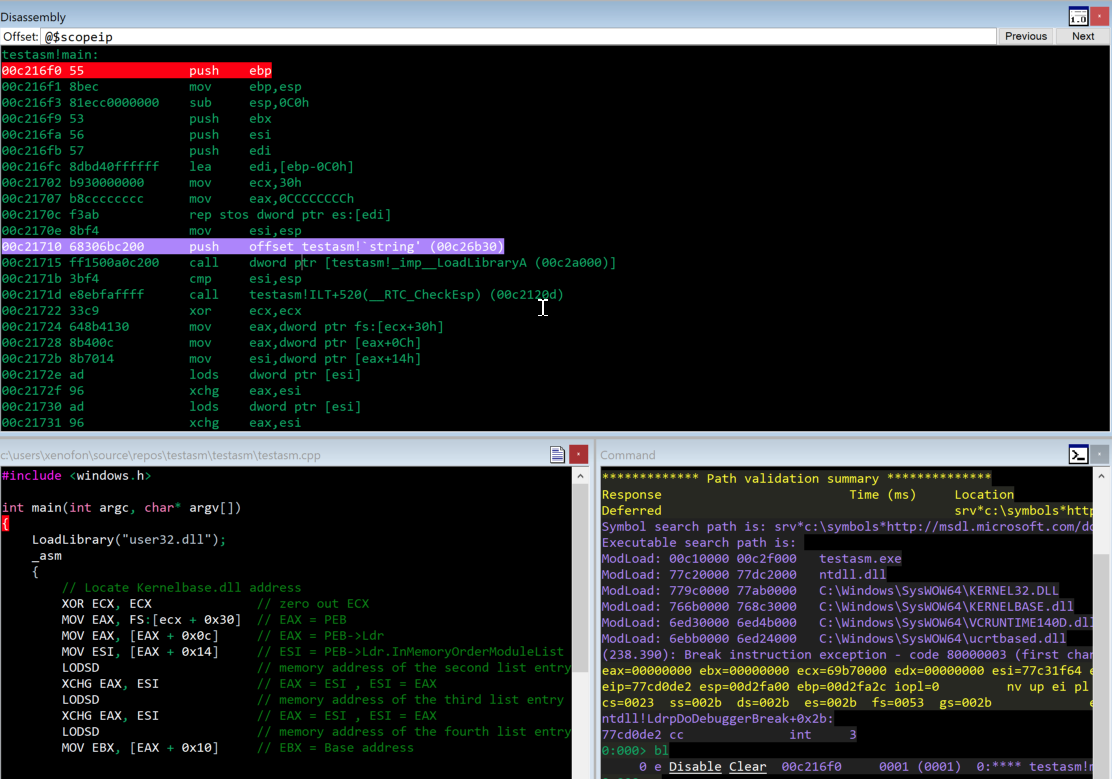 Disassembly
Offset: @$scopeip Previous Next
testasm!main:
00c216f0 55 push ebp
00c216f1 8bec mov ebp,esp
00c216f3 81ecc0000000 sub esp,0C0h
00c216f9 53 push ebx
00c216fa 56 push esi
00c216fb 57 push edi
00c216fc 8dbd40ffffff lea edi,[ebp-0C0h]
00c21702 b930000000 mov ecx,30h
00c21707 b8cccccccc mov eax,0CCCCCCCCh
00c2170c f3ab rep stos dword ptr es:[edi]
00c2170e 8bf4 mov esi,esp
00c21710 68306bc200 push offset testasm!`string' (00c26b30)
00c21715 ff1500a0c200 call dword ptr [testasm!_imp__LoadLibraryA (00c2a000)]
00c2171b 3bf4 cmp esi,esp
00c2171d e8ebfaffff call testasm!ILT+520(__RTC_CheckEsp) (00c2120d)
00c21722 33c9 xor ecx,ecx
00c21724 648b4130 mov eax,dword ptr fs:[ecx+30h]
00c21728 8b400c mov eax,dword ptr [eax+0Ch]
00c2172b 8b7014 mov esi,dword ptr [eax+14h]
00c2172e ad lods dword ptr [esi]
00c2172f 96 xchg eax,esi
00c21730 ad lods dword ptr [esi]
00c21731 96 xchg eax,esi
c:\users\xenofon\source\repos\testasm\testasm\testasm.cpp
#include <windows.h>
int main(int argc, char* argv[])
{
LoadLibrary("user32.dll");
_asm
{
// Locate Kernelbase.dll address
XOR ECX, ECX // zero out ECX
MOV EAX, FS:[ecx + 0x30] // EAX = PEB
MOV EAX, [EAX + 0x0c] // EAX = PEB->Ldr
MOV ESI, [EAX + 0x14] // ESI = PEB->Ldr.InMemoryOrderModuleList
LODSD // memory address of the second list entry
XCHG EAX, ESI // EAX = ESI , ESI = EAX
LODSD // memory address of the third list entry
XCHG EAX, ESI // EAX = ESI , ESI = EAX
LODSD // memory address of the fourth list entry
MOV EBX, [EAX + 0x10] // EBX = Base address
Command
************* Path validation summary **************
Response Time (ms) Location
Deferred srv*c:\symbols*http
Symbol search path is: srv*c:\symbols*http://msdl.microsoft.com/do
Executable search path is:
ModLoad: 00c10000 00c2f000 testasm.exe
ModLoad: 77c20000 77dc2000 ntdll.dll
ModLoad: 779c0000 77ab0000 C:\Windows\SysWOW64\KERNEL32.DLL
ModLoad: 766b0000 768c3000 C:\Windows\SysWOW64\KERNELBASE.dll
ModLoad: 6ed30000 6ed4b000 C:\Windows\SysWOW64\VCRUNTIME140D.dll
ModLoad: 6ebb0000 6ed24000 C:\Windows\SysWOW64\ucrtbased.dll
(238.390): Break instruction exception - code 80000003 (first chan
eax=00000000 ebx=00000000 ecx=69b70000 edx=00000000 esi=77c31f64 e
eip=77cd0de2 esp=00d2fa00 ebp=00d2fa2c iopl=0 nv up ei pl
cs=0023 ss=002b ds=002b es=002b fs=0053 gs=002b e
ntdll!LdrpDoDebuggerBreak+0x2b:
77cd0de2 cc int 3
0:000> bl
0 e Disable Clear 00c216f0 0001 (0001) 0:**** testasm!m